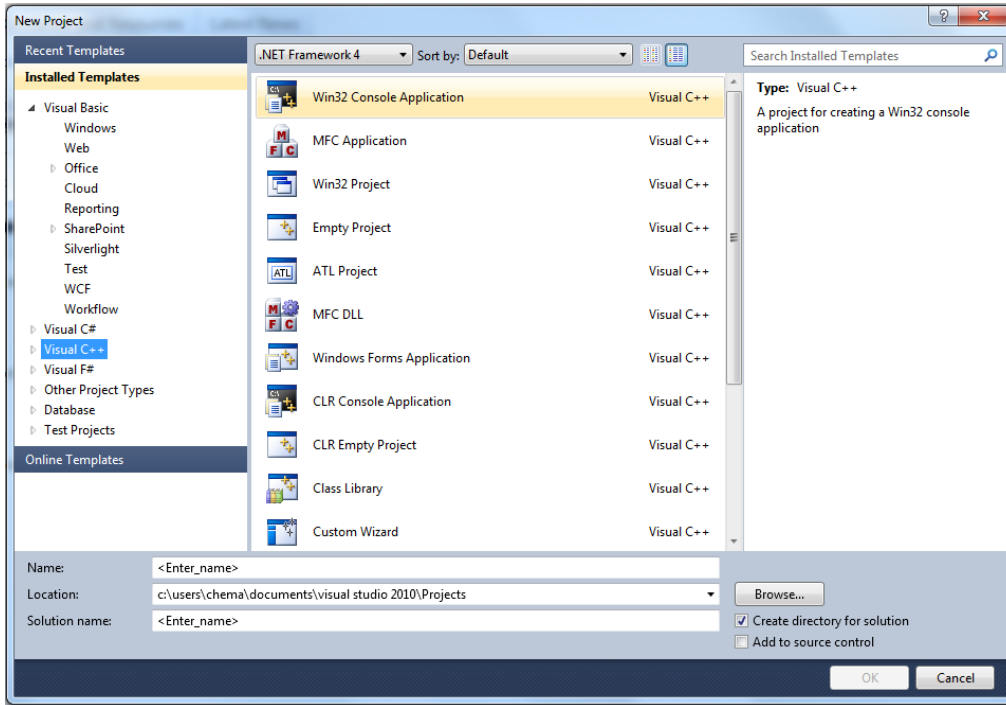 New Project
Recent Templates
.NET Framework 4
Sort by: Default
Search Installed Templates
Installed Templates
Visual Basic
Windows
Web
Office
Cloud
Reporting
SharePoint
Silverlight
Test
WCF
Workflow
Visual C#
Visual C++
Visual F#
Other Project Types
Database
Test Projects
Online Templates
Win32 Console Application Visual C++
MFC Application Visual C++
Win32 Project Visual C++
Empty Project Visual C++
ATL Project Visual C++
MFC DLL Visual C++
Windows Forms Application Visual C++
CLR Console Application Visual C++
CLR Empty Project Visual C++
Class Library Visual C++
Custom Wizard Visual C++
Type: Visual C++
A project for creating a Win32 console
application
Name: <Enter_name>
Location: c:\users\chema\documents\visual studio 2010\Projects
Browse...
Solution name: <Enter_name>
Create directory for solution
Add to source control
OK
Cancel